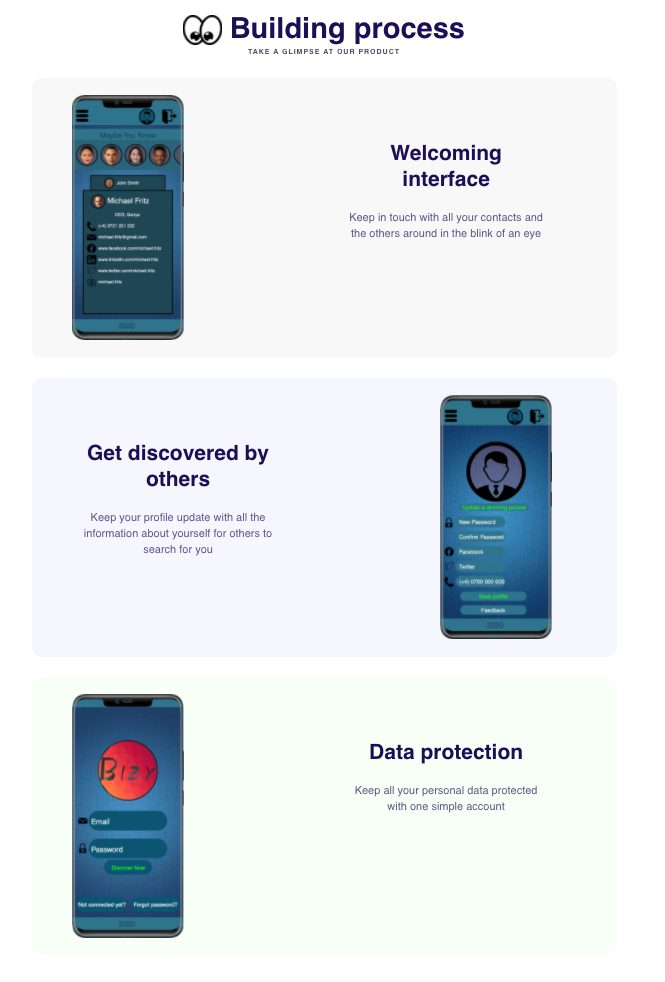 Building process
TAKE A GLIMPSE AT OUR PRODUCT
Maybe You Know
John Smith
Michael Fritz
CEO, Genya
(+4) 0731 201 232
michael.fritz@gmail.com
www.facebook.com/michael.fritz
www.linkedin.com/michael.fritz
www.twitter.com/michael.fritz
michael.fritz
2020
Welcoming
interface
Keep in touch with all your contacts and
the others around in the blink of an eye
Get discovered by
others
Keep your profile update with all the
information about yourself for others to
search for you
Upload a stunning picture
New Password
Confirm Password
Facebook
Twitter
(+4) 0700 000 600
Save profile
Feedback
2020
BIZY
Email
Password
Discover Now
Not connected yet? Forgot password?
2020
Data protection
Keep all your personal data protected
with one simple account